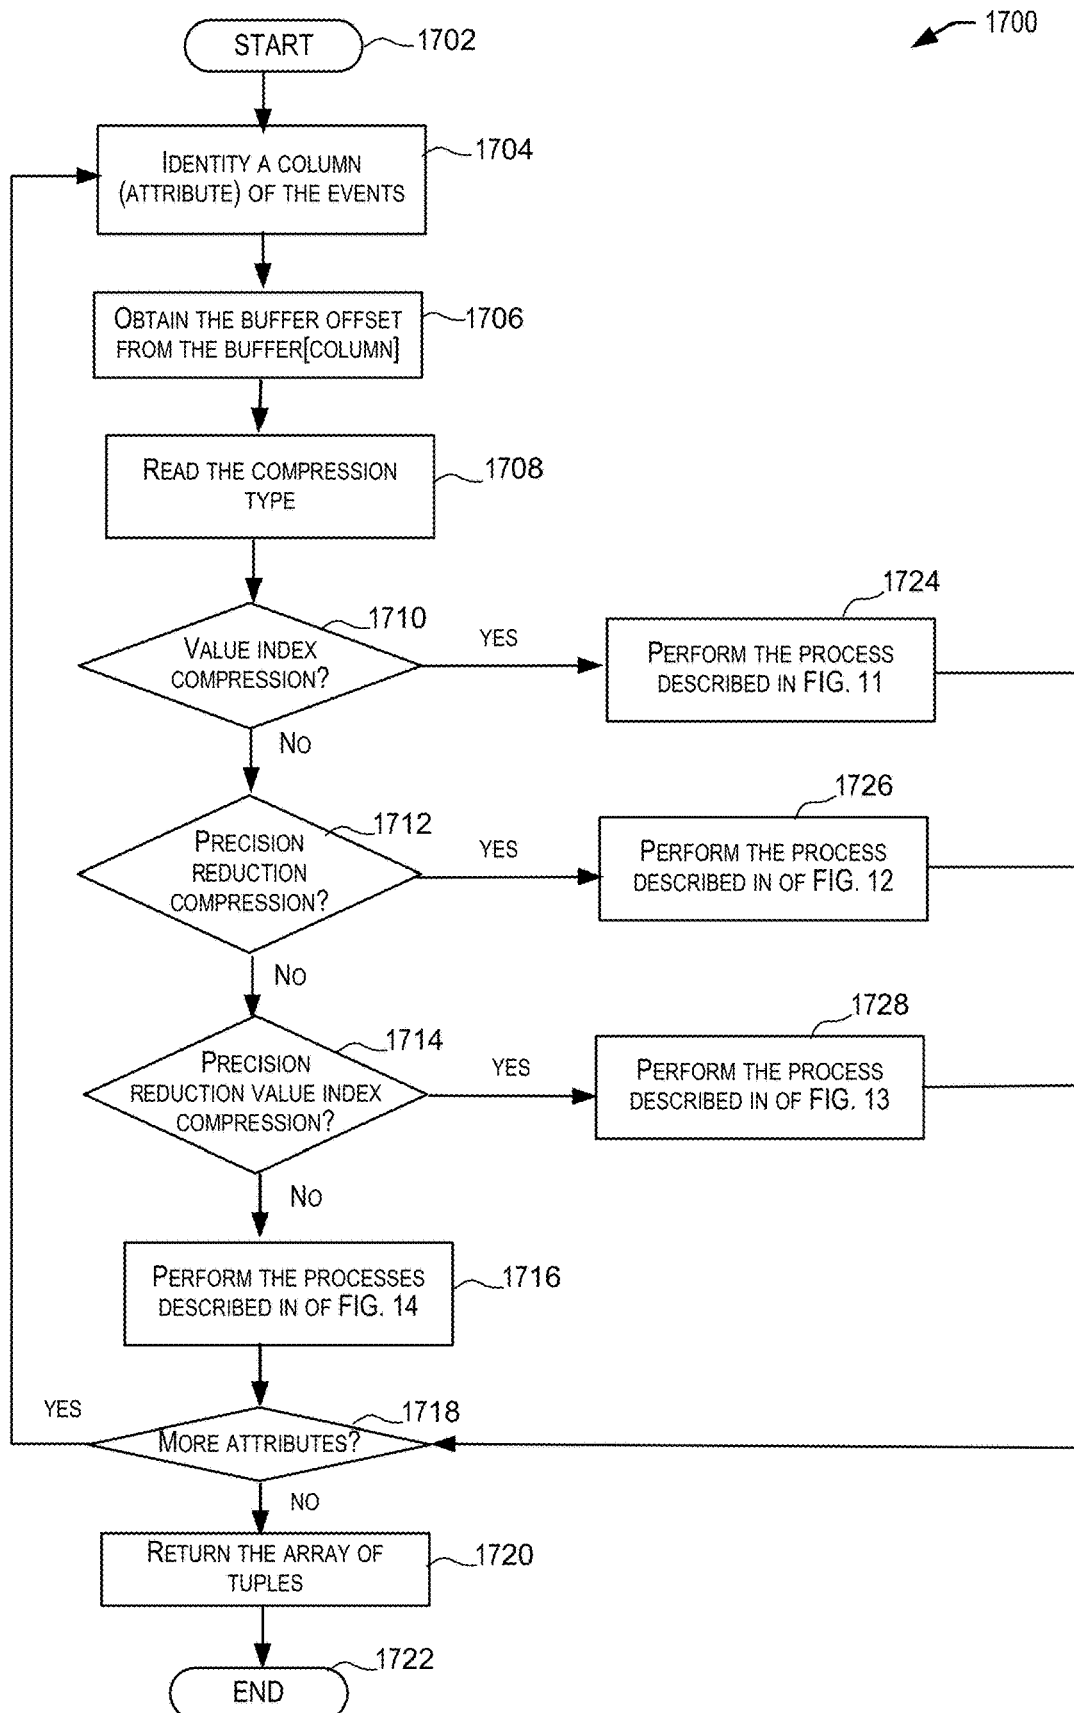 1700
START
1702
IDENTITY A COLUMN
(ATTRIBUTE) OF THE EVENTS
1704
OBTAIN THE BUFFER OFFSET
FROM THE BUFFER[COLUMN]
1706
READ THE COMPRESSION
TYPE
1708
VALUE INDEX
COMPRESSION?
1710
YES
1724
PERFORM THE PROCESS
DESCRIBED IN FIG. 11
NO
PRECISION
REDUCTION
COMPRESSION?
1712
YES
1726
PERFORM THE PROCESS
DESCRIBED IN OF FIG. 12
NO
PRECISION
REDUCTION VALUE INDEX
COMPRESSION?
1714
YES
1728
PERFORM THE PROCESS
DESCRIBED IN OF FIG. 13
NO
PERFORM THE PROCESSES
DESCRIBED IN OF FIG. 14
1716
YES
MORE ATTRIBUTES?
1718
NO
RETURN THE ARRAY OF
TUPLES
1720
END
1722